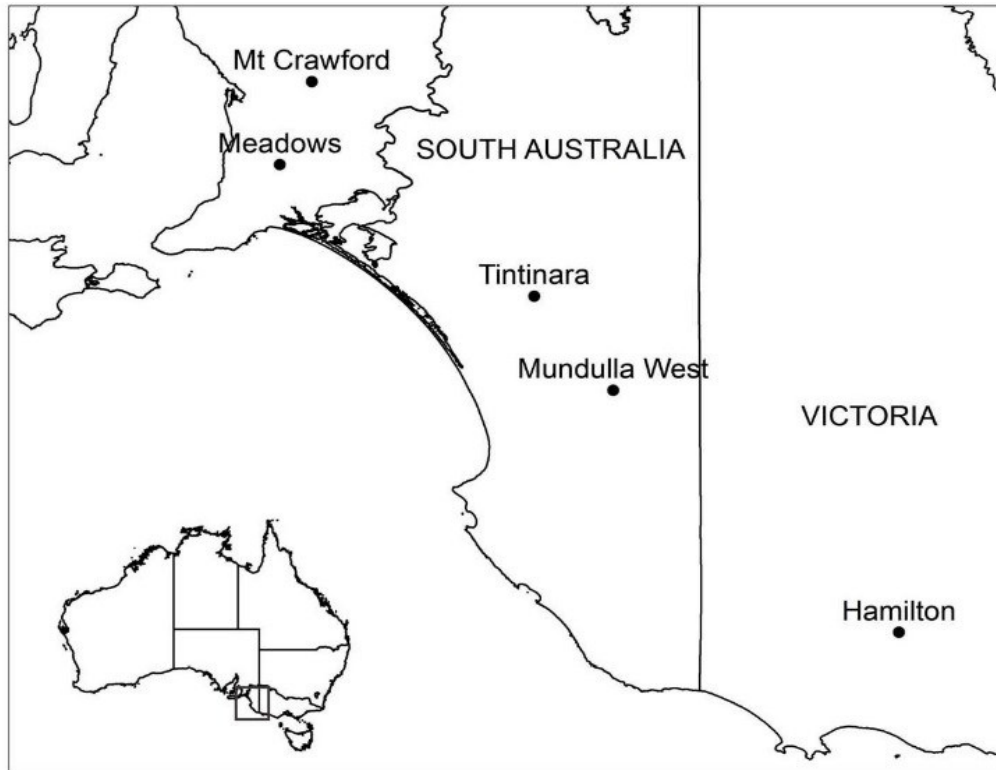 Mt Crawford
Meadows
SOUTH AUSTRALIA
Tintinara
Mundulla West
VICTORIA
Hamilton